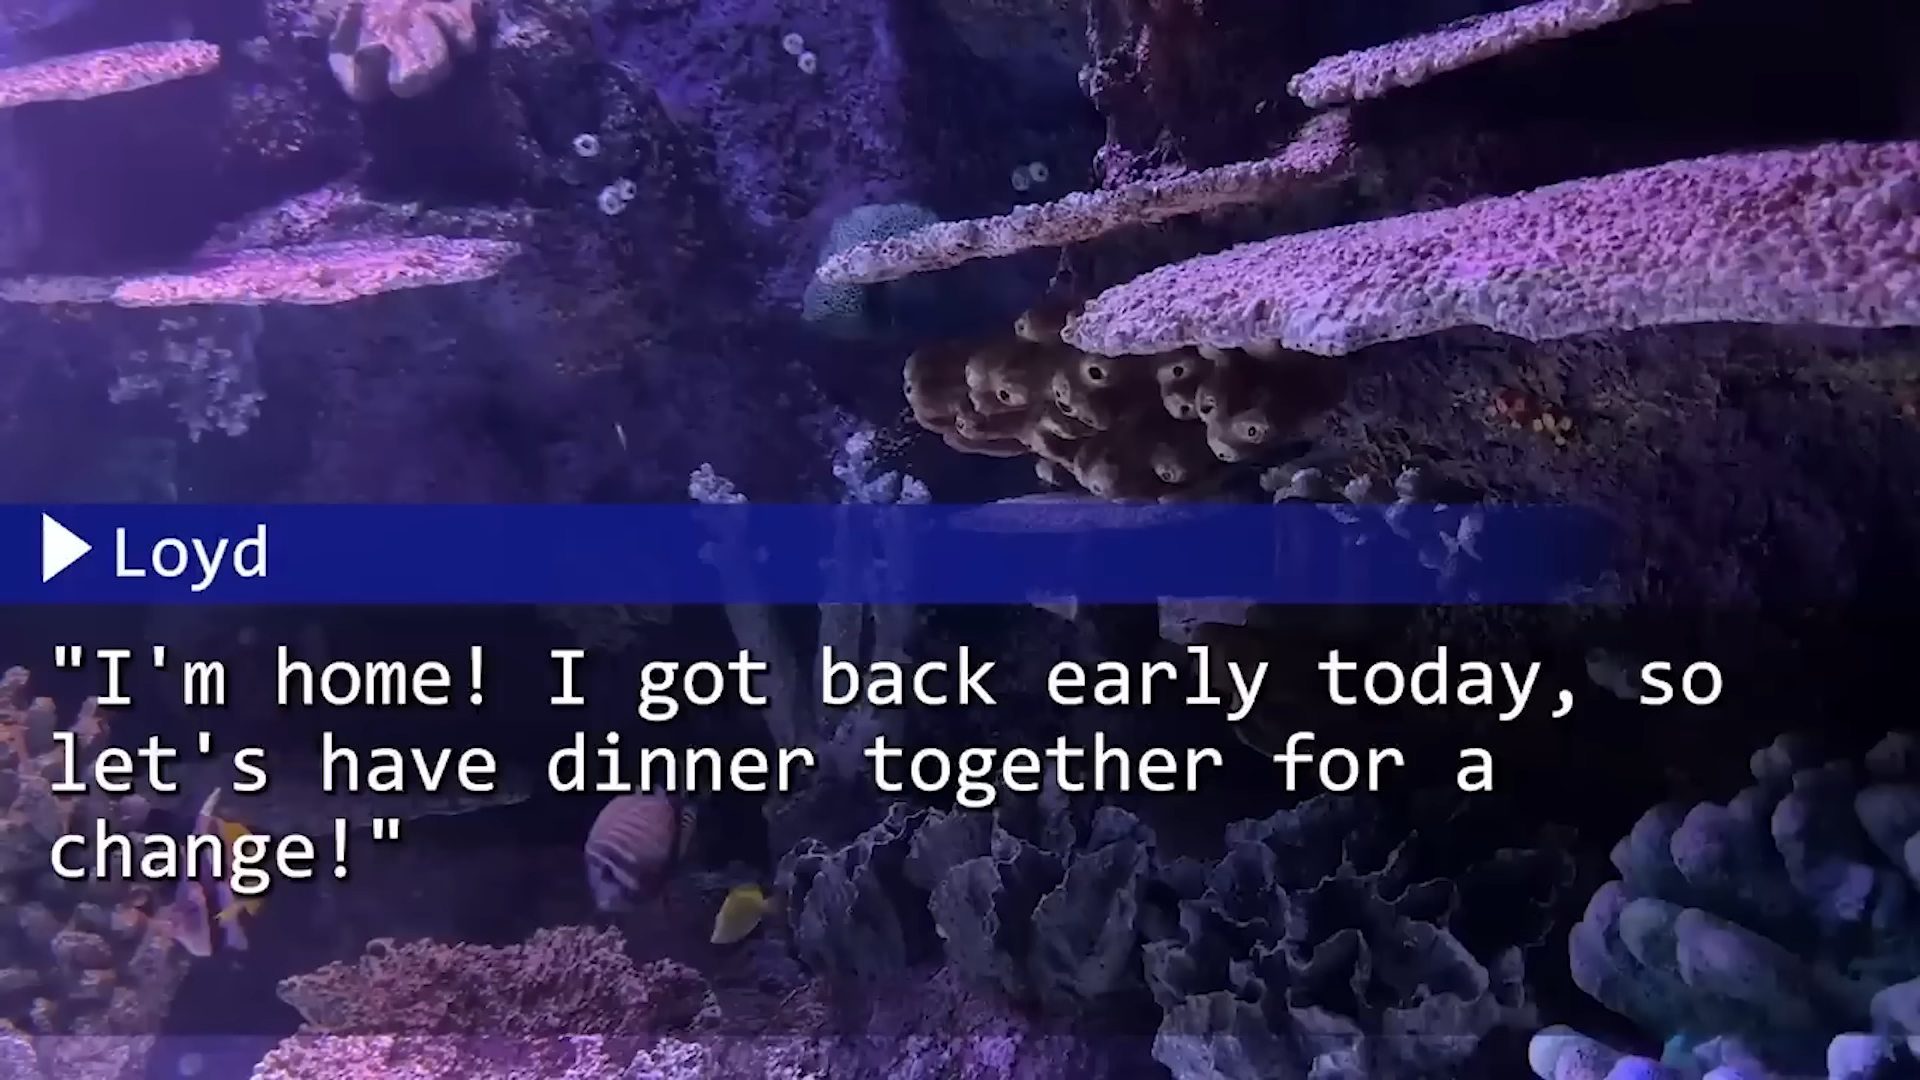 Loyd
"I'm home! I got back early today, so
let's have dinner together for a
change!"